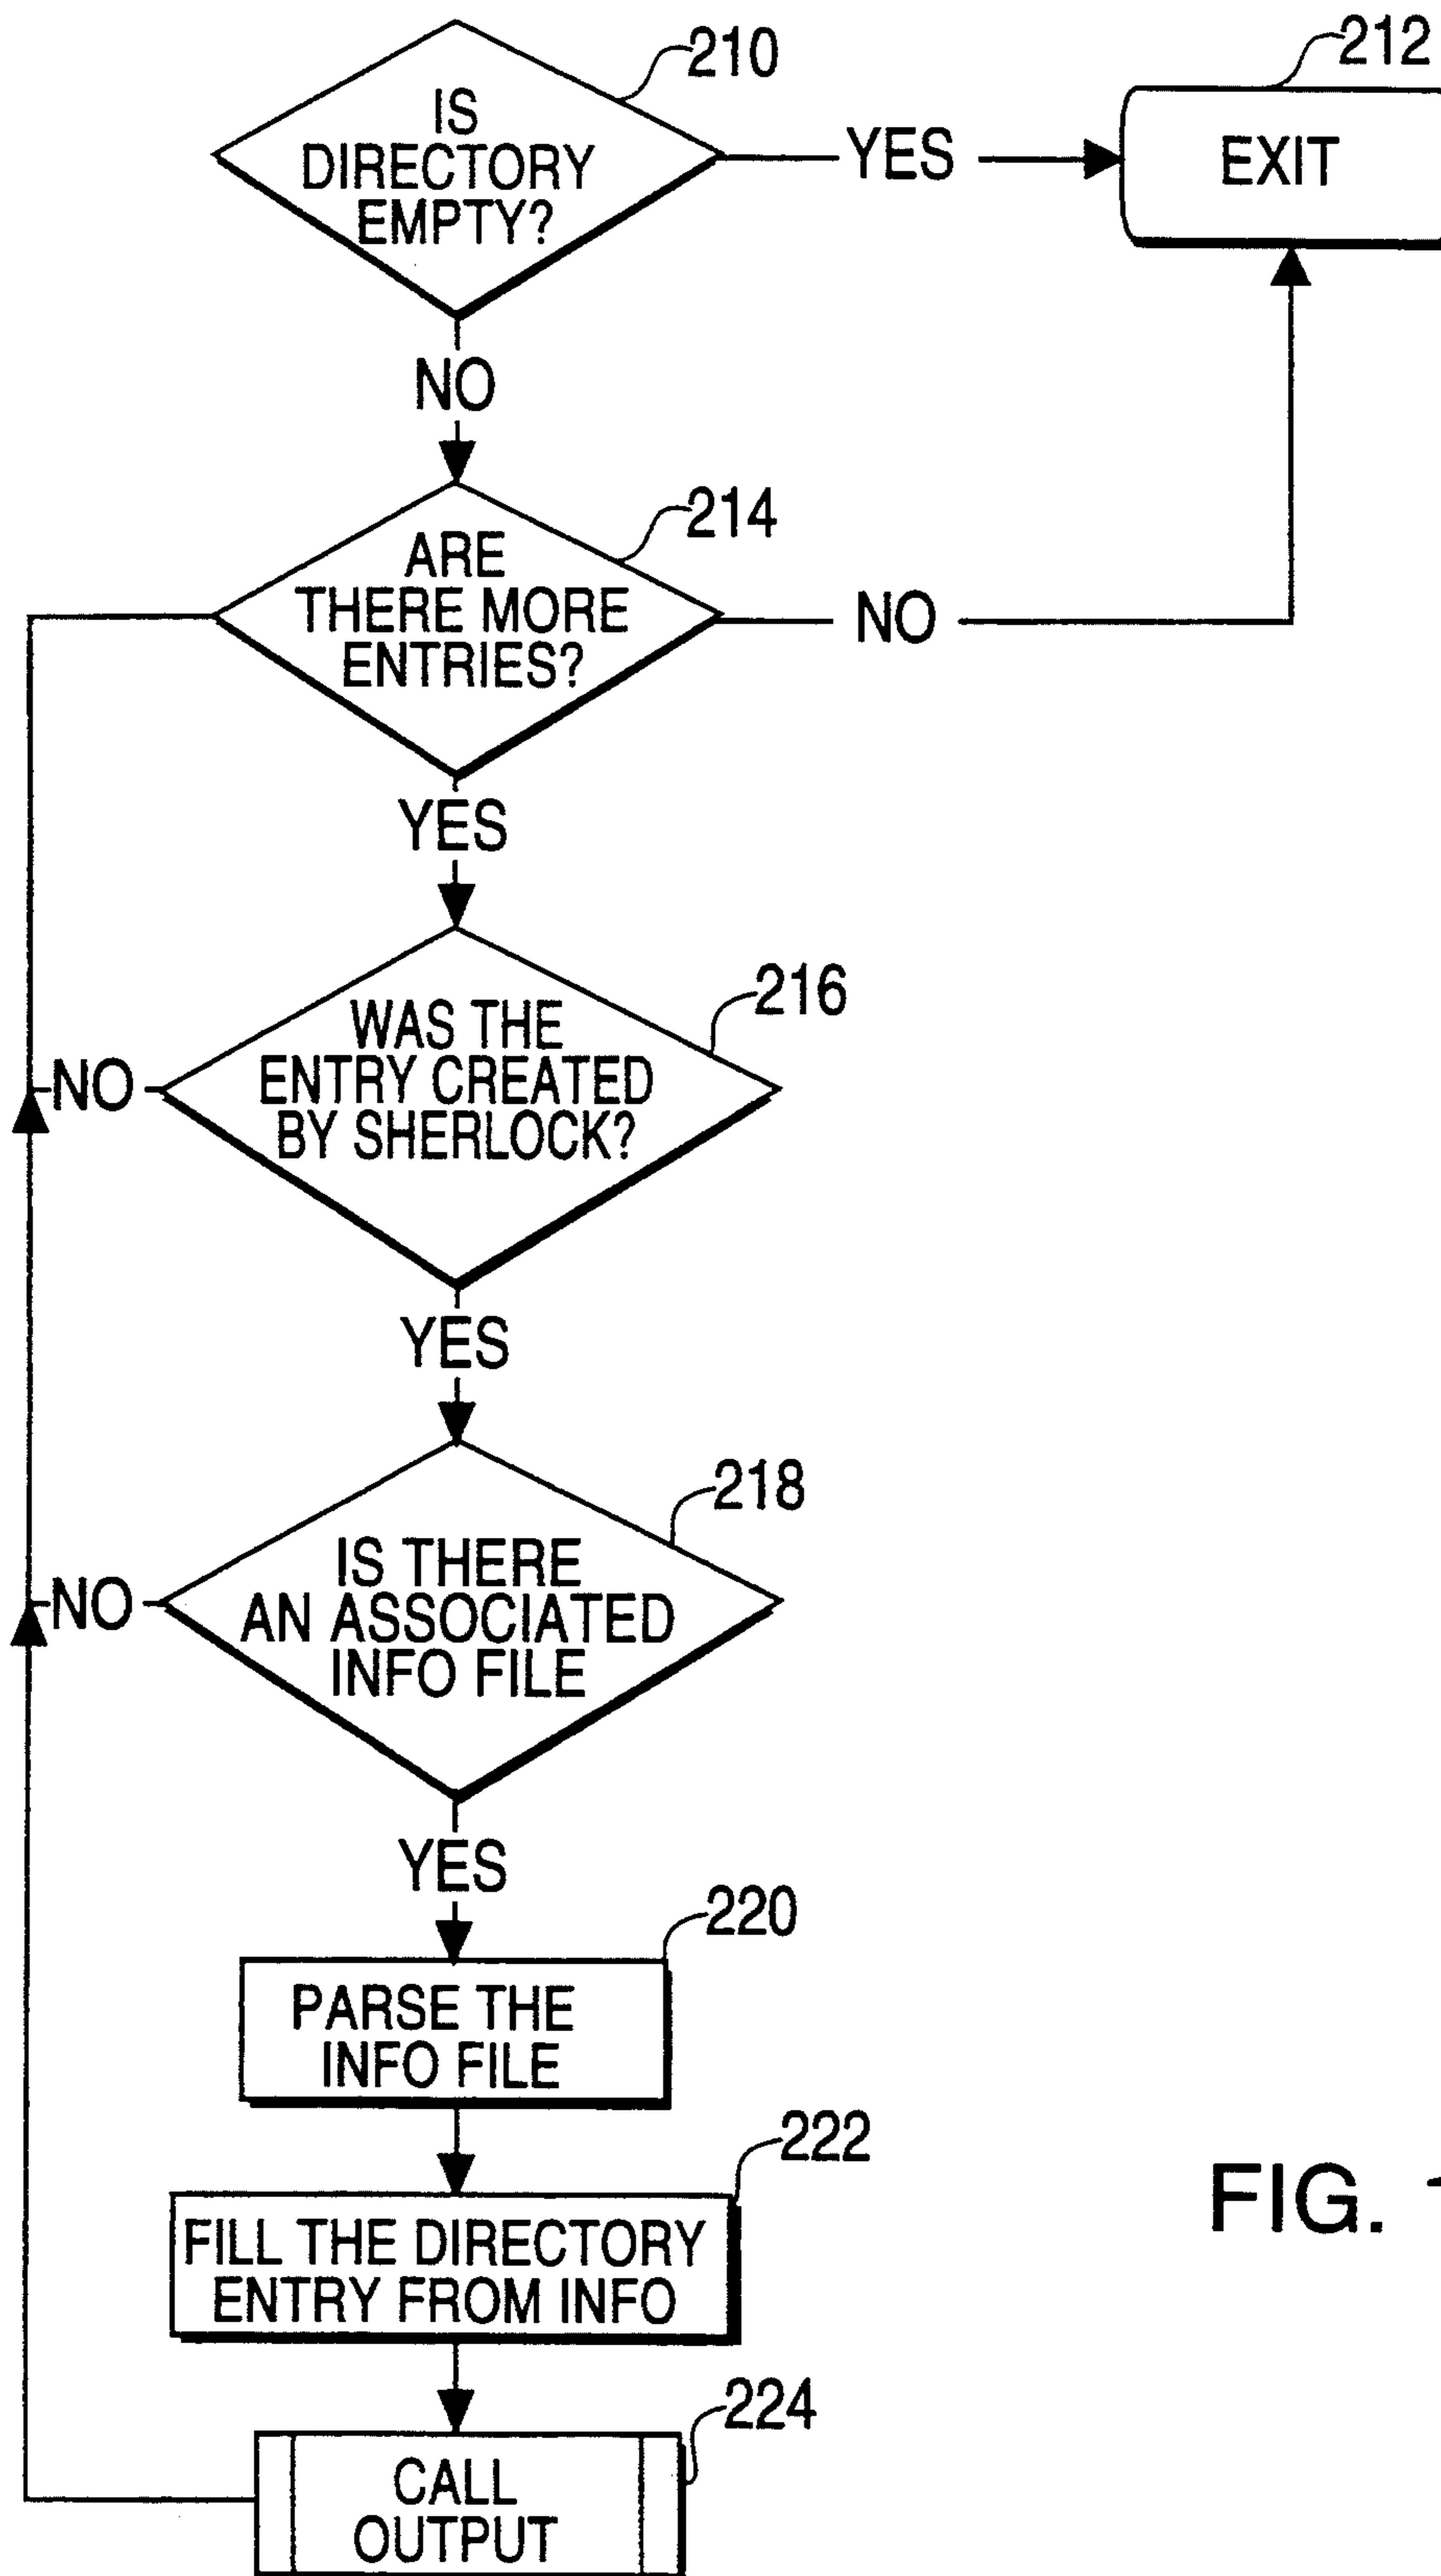 210
IS
DIRECTORY
EMPTY?
YES
212
EXIT
NO
214
ARE
THERE MORE
ENTRIES?
NO
YES
216
WAS THE
ENTRY CREATED
BY SHERLOCK?
NO
YES
218
IS THERE
AN ASSOCIATED
INFO FILE
NO
YES
220
PARSE THE
INFO FILE
222
FILL THE DIRECTORY
ENTRY FROM INFO
224
CALL
OUTPUT
FIG.